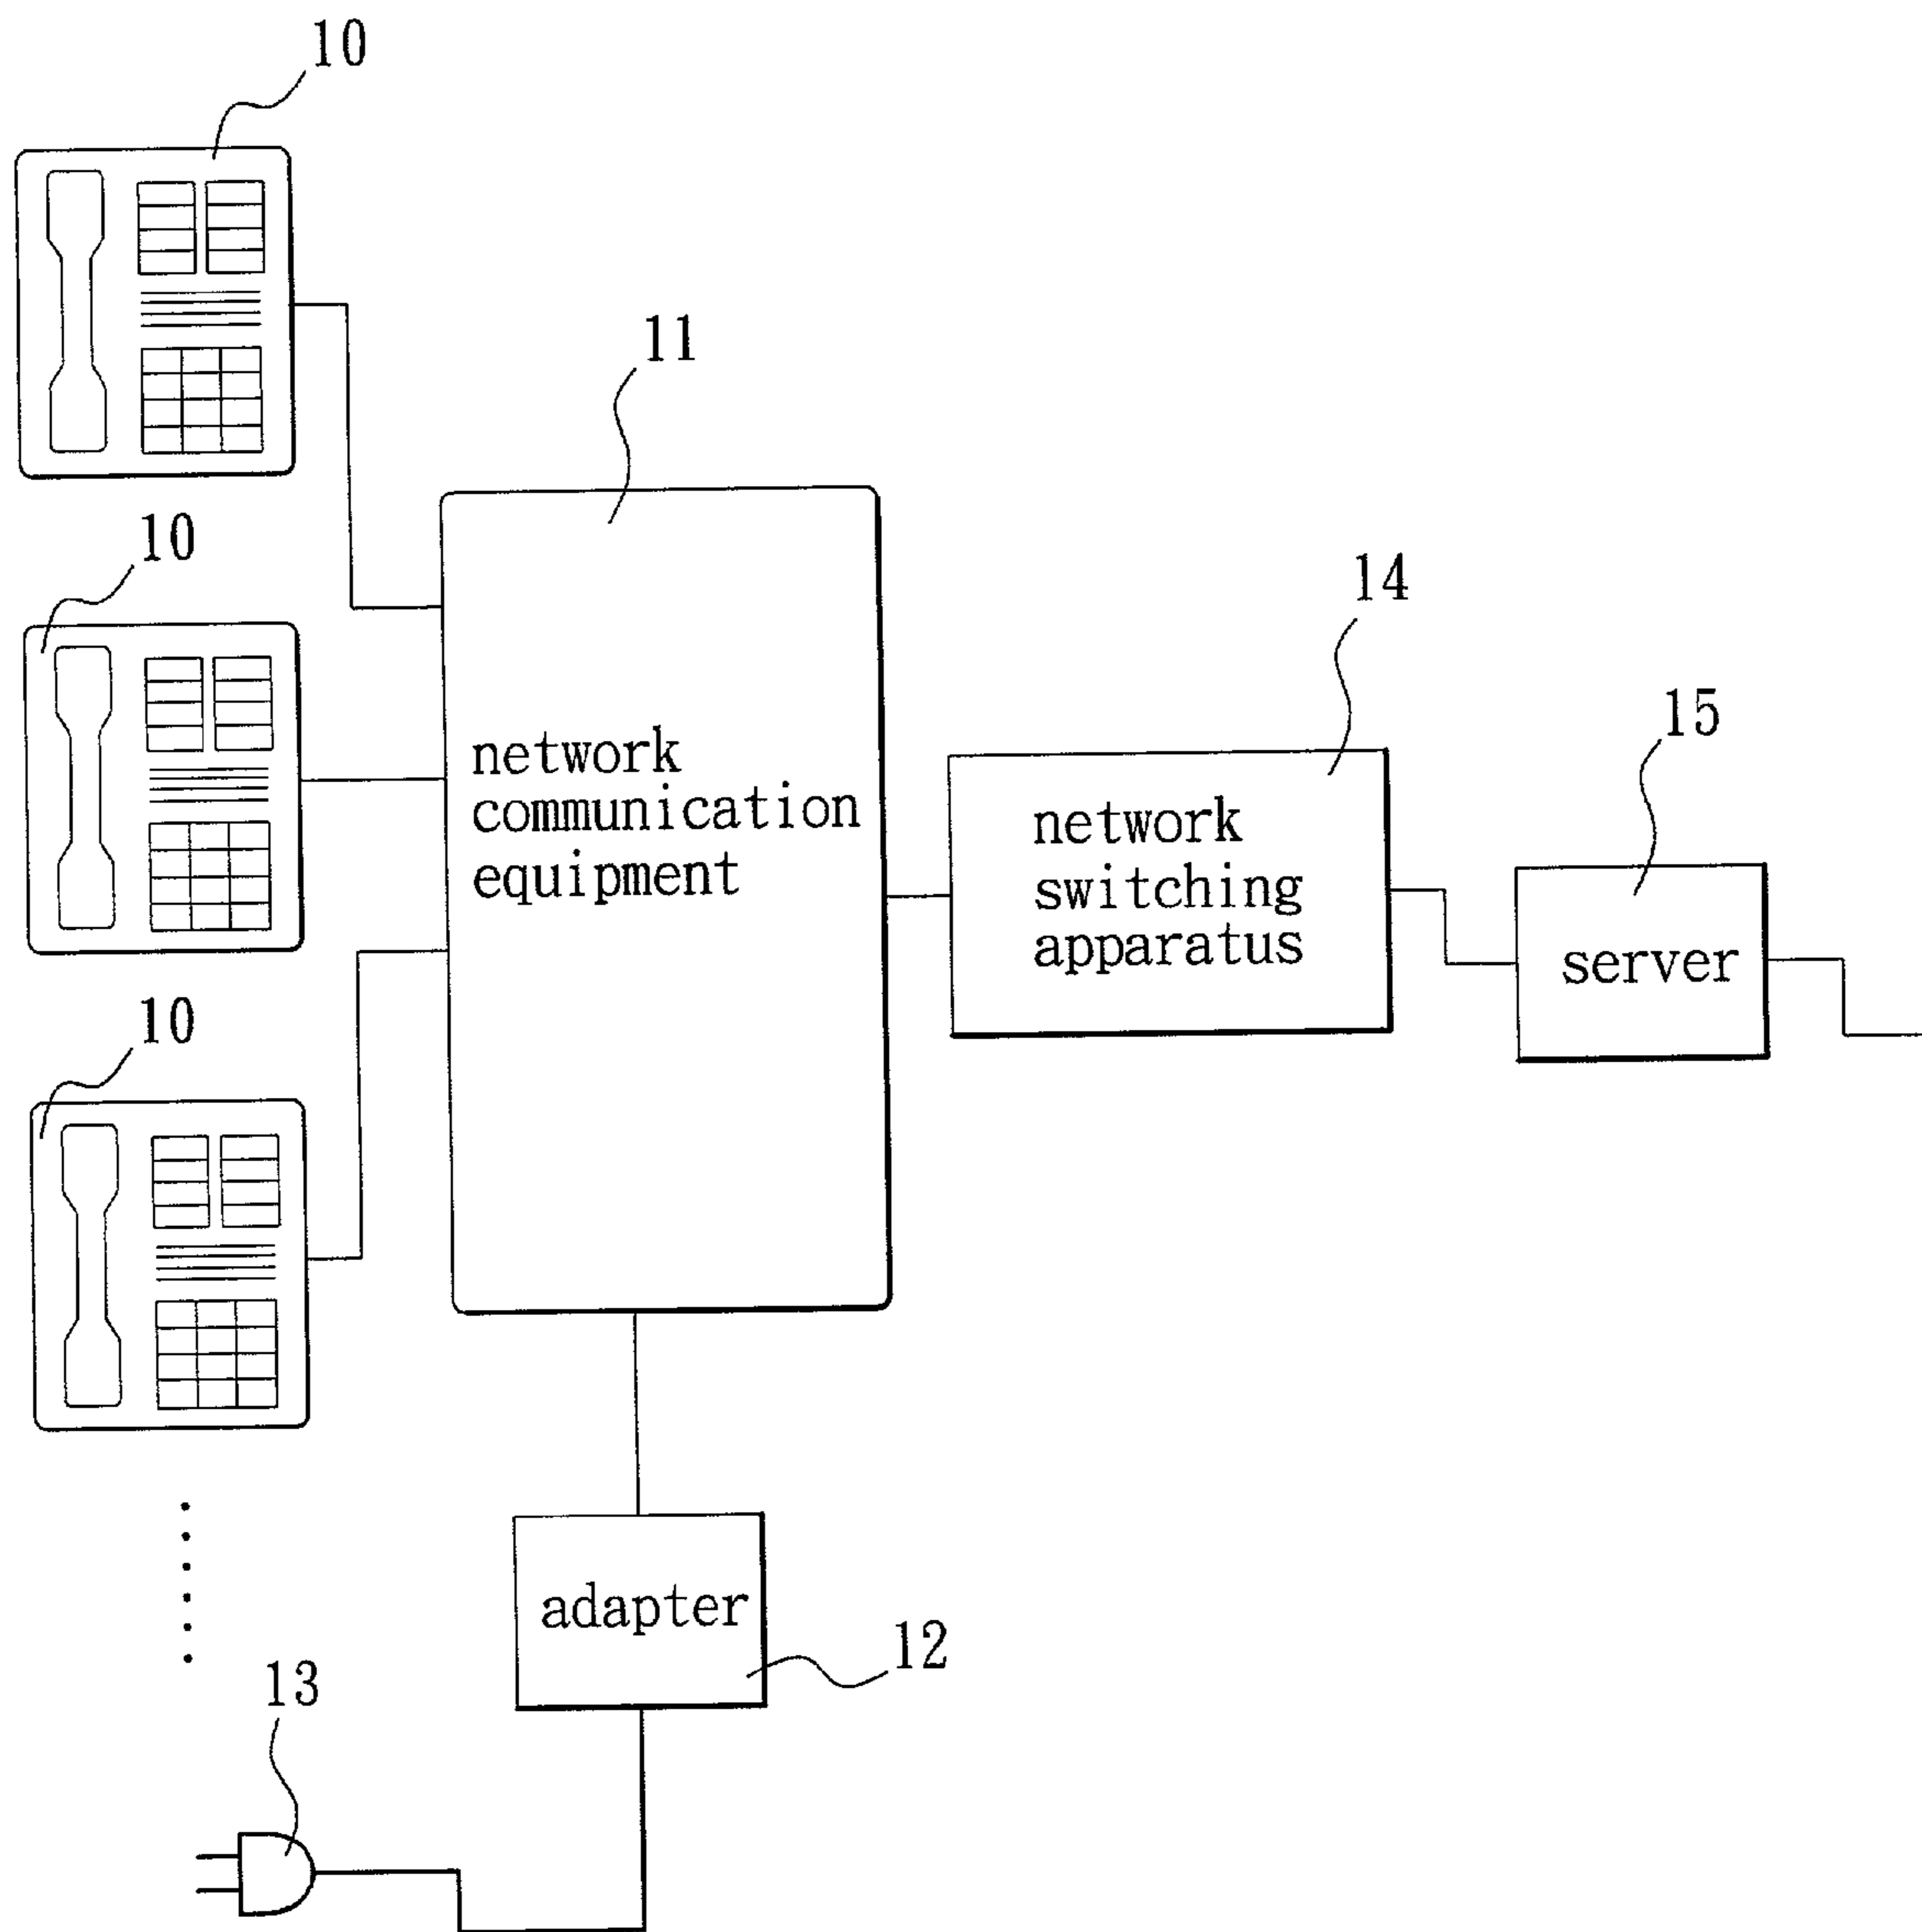 10
11
10
14
network
communication
equipment
15
network
switching
apparatus
server
10
adapter
12
13